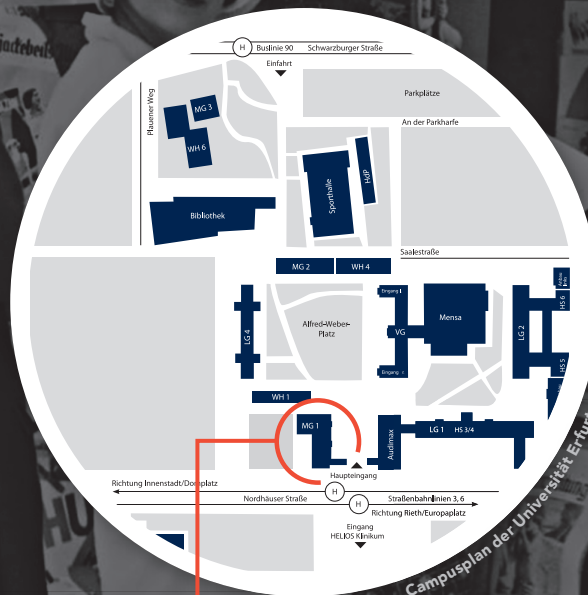 H Buslinie 90 Schwarzburger Straße
Einfahrt
Plauener Weg
Parkplätze
An der Parkharfe
MG 3
WH 6
Sporthalle
HdP
Bibliothek
Saalestraße
MG 2
WH 4
LG 4
Alfred-Weber-
Platz
Eingang
VG
Mensa
Eingang
LG 2
HS 6
HS 5
WH 1
MG 1
Audimax
LG 1 HS 3/4
Haupteingang
Richtung Innenstadt/Domplatz
H
Nordhäuser Straße
H
Straßenbahnlinien 3, 6
Richtung Rieth/Europaplatz
Eingang
HELIOS Klinikum
Campusplan der Universität Erfurt